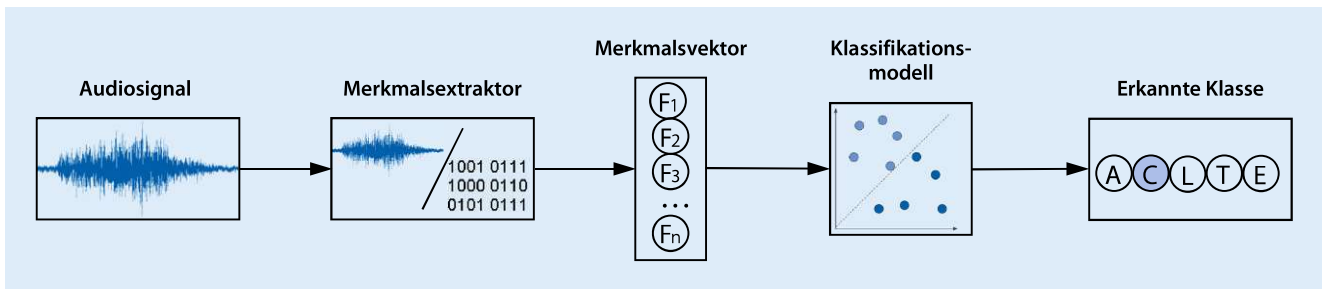 Audiosignal
Merkmalsextraktor
1001 0111
1000 0110
0101 0111
Merkmalsvektor
F1
F2
F3
...
Fn
Klassifikations-
modell
Erkannte Klasse
A C L T E